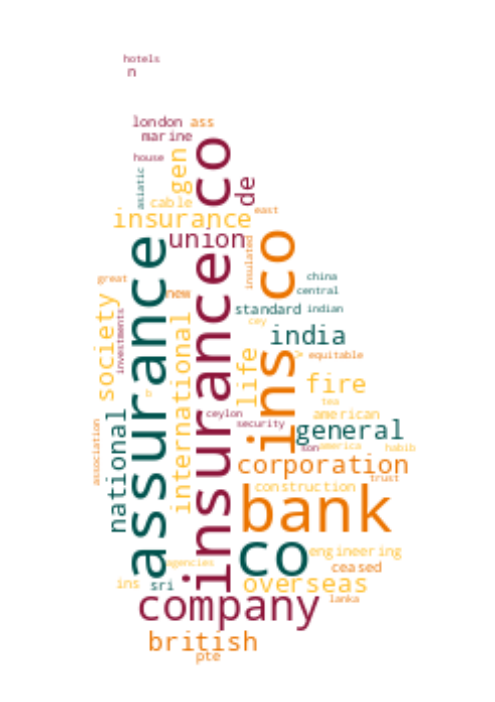 hotels
n
london ass
marine
co
house
gen
asiatic
de
cable
east
insurance
union
co
insulated
assurance
insurance
china
great
central
new
society
investments
standard indian
cey
india
international
equitable
life
ins
fire
tea
national
ceylon
american
association
security
general
son
america
habib
corporation
trust
construction
bank
co
engineering
agencies
ceased
ins sri
overseas
company
lanka
british
pte